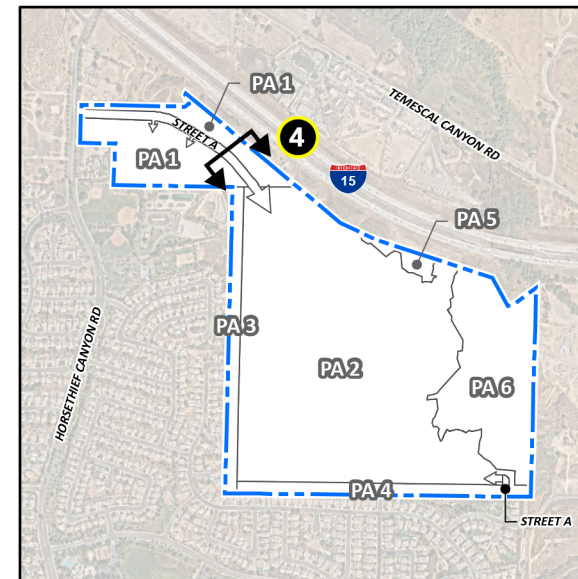 PA 1
TEMESCAL CANYON RD
STREET A
4
PA 1
INTERSTATE
15
PA 5
HORSETHIEF CANYON RD
PA 3
PA 2
PA 6
PA 4
STREET A